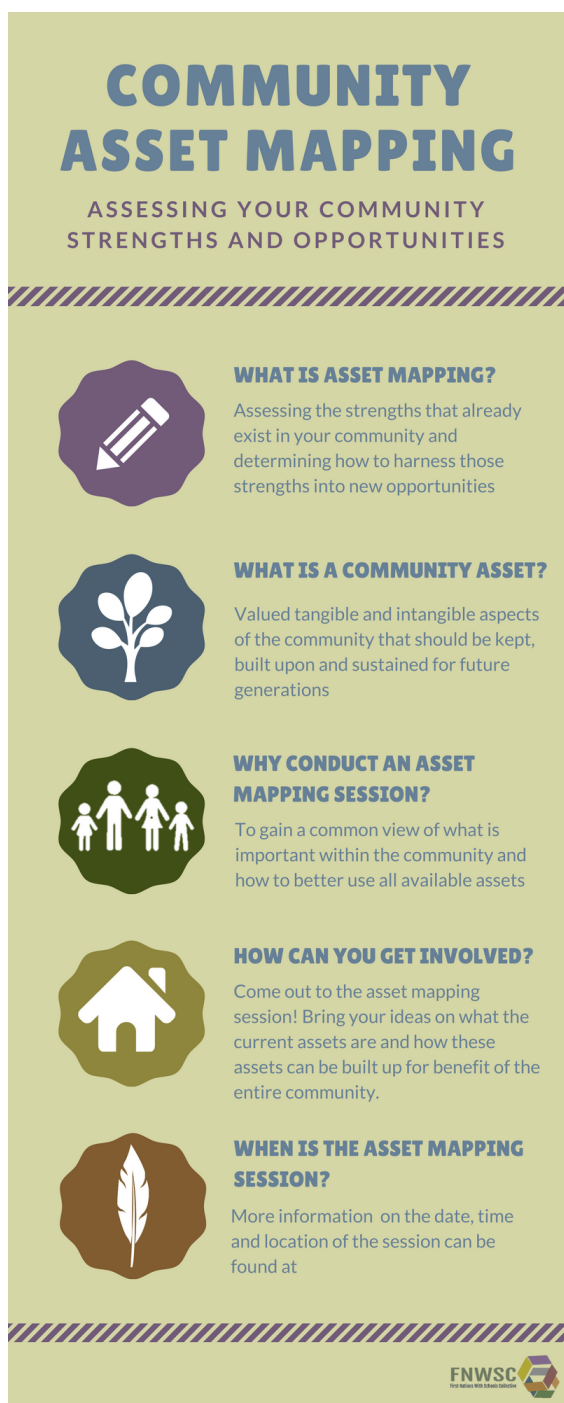 COMMUNITY
ASSET MAPPING
ASSESSING YOUR COMMUNITY
STRENGTHS AND OPPORTUNITIES
WHAT IS ASSET MAPPING?
Assessing the strengths that already
exist in your community and
determining how to harness those
strengths into new opportunities
WHAT IS A COMMUNITY ASSET?
Valued tangible and intangible aspects
of the community that should be kept,
built upon and sustained for future
generations
WHY CONDUCT AN ASSET
MAPPING SESSION?
To gain a common view of what is
important within the community and
how to better use all available assets
HOW CAN YOU GET INVOLVED?
Come out to the asset mapping
session! Bring your ideas on what the
current assets are and how these
assets can be built up for benefit of the
entire community.
WHEN IS THE ASSET MAPPING
SESSION?
More information on the date, time
and location of the session can be
found at
FNWSC
First Nations With Schools Collective